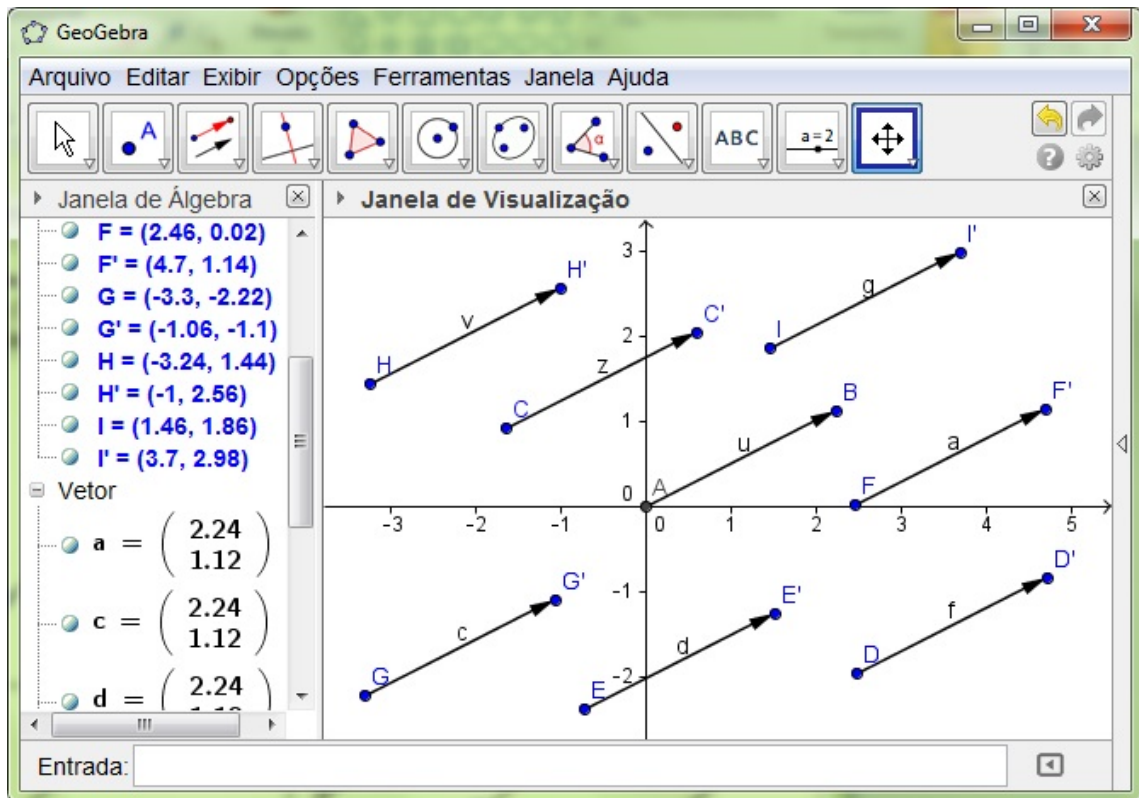 GeoGebra
Arquivo Editar Exibir Opções Ferramentas Janela Ajuda
A
α
ABC
a=2
Janela de Álgebra
F = (2.46, 0.02)
F' = (4.7, 1.14)
G = (-3.3, -2.22)
G' = (-1.06, -1.1)
H = (-3.24, 1.44)
H' = (-1, 2.56)
I = (1.46, 1.86)
I' = (3.7, 2.98)
Vetor
a = ( 2.24
1.12 )
c = ( 2.24
1.12 )
d = ( 2.24
Janela de Visualização
3
I'
H'
g
v
C'
2
I
H
z
C
B
F'
1
u
a
F
0
A
-3 -2 -1 0 1 2 3 4 5
G'
-1
E'
D'
c
d
f
G
E
-2
D
Entrada: